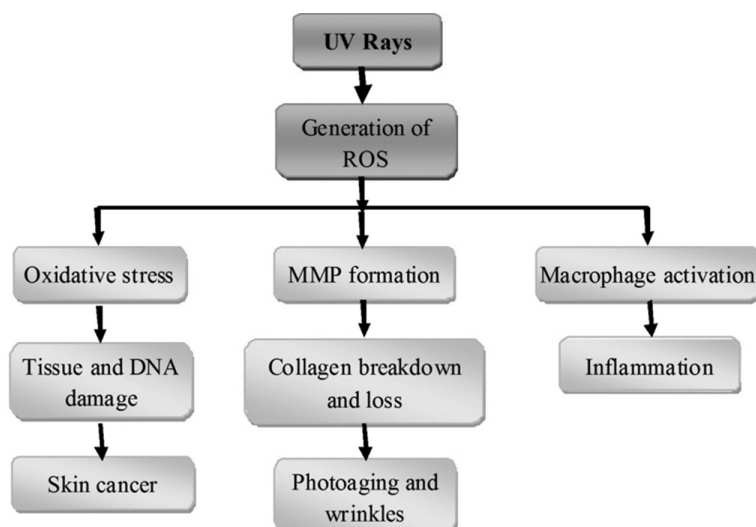 UV Rays
Generation of
ROS
Oxidative stress
MMP formation
Macrophage activation
Tissue and DNA
damage
Collagen breakdown
and loss
Inflammation
Skin cancer
Photoaging and
wrinkles